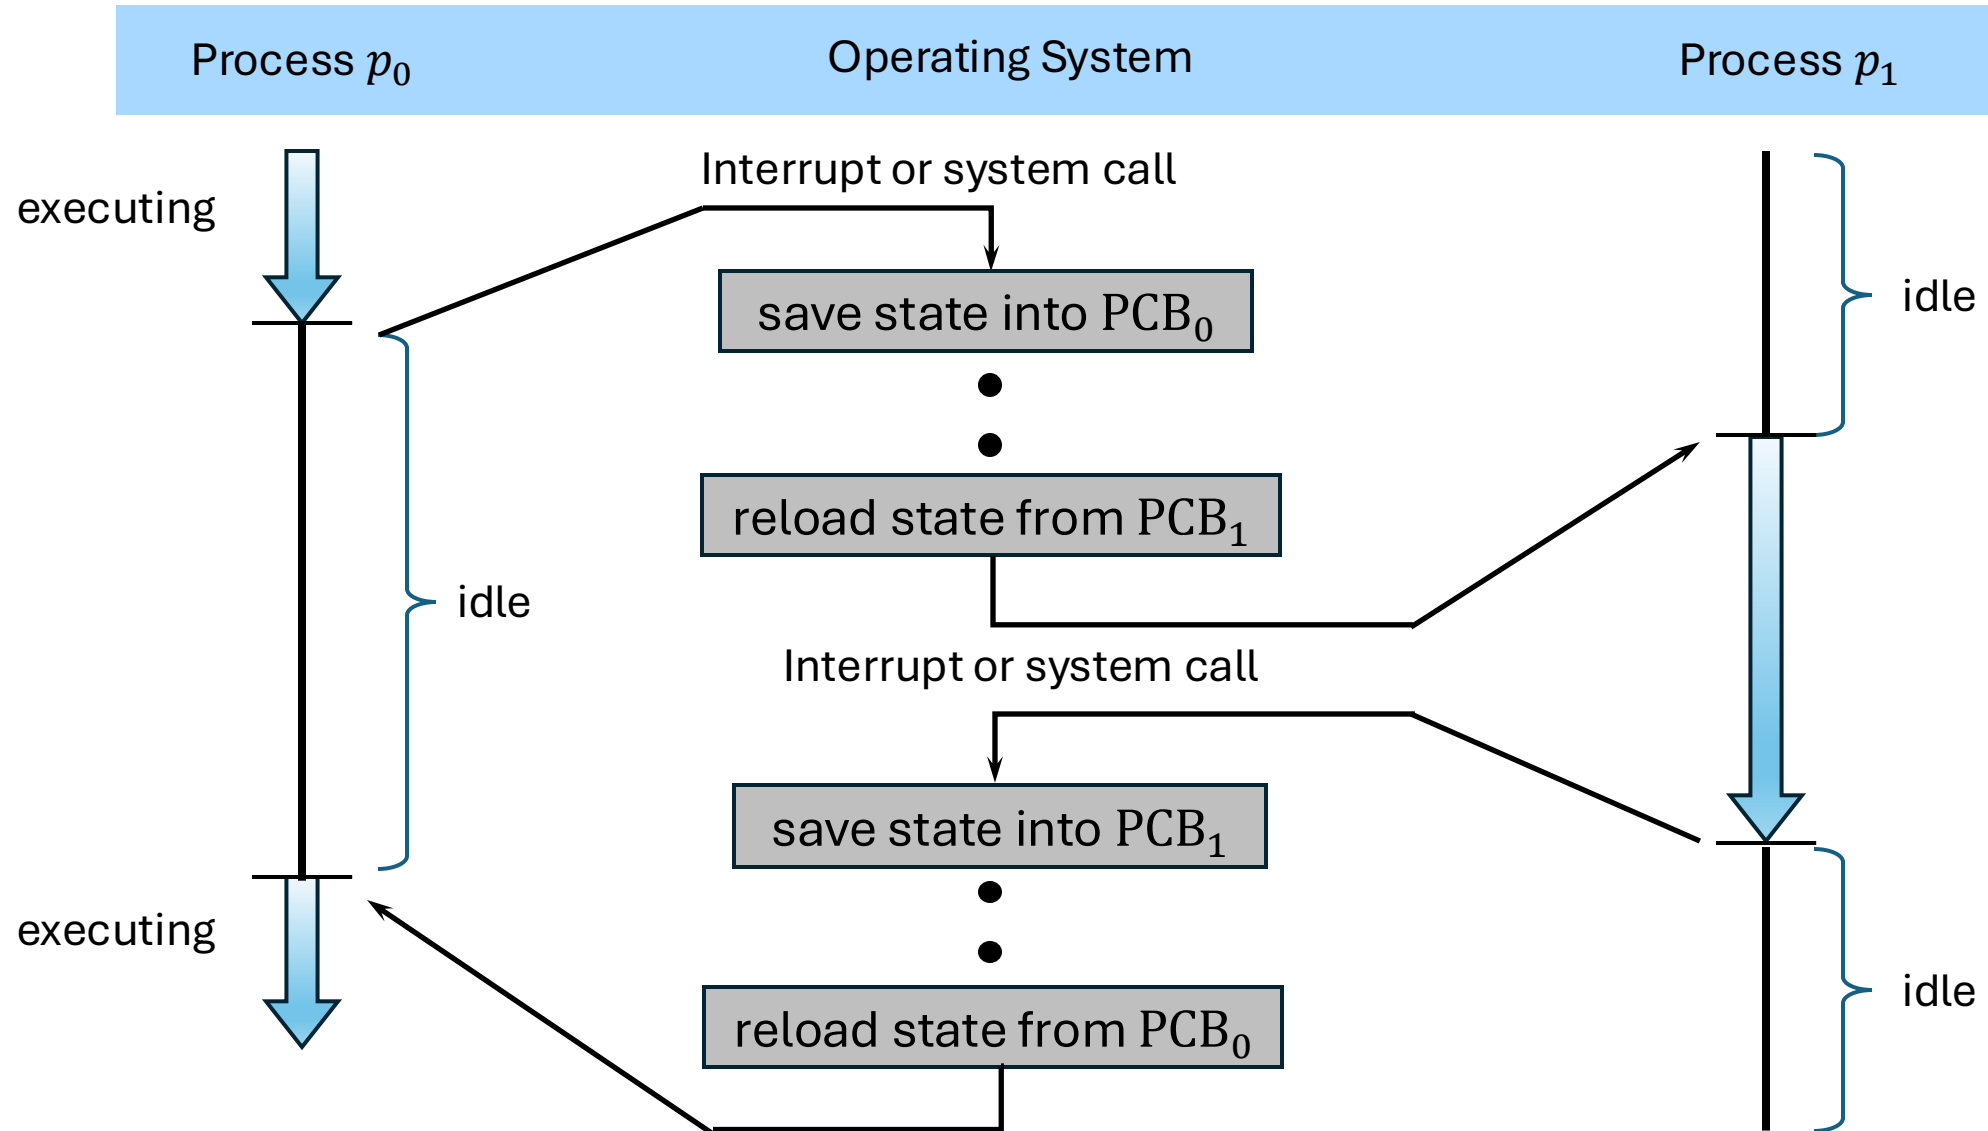 Process p₀
Operating System
Process p₁
Interrupt or system call
executing
save state into PCB₀
idle
reload state from PCB₁
idle
Interrupt or system call
save state into PCB₁
executing
idle
reload state from PCB₀